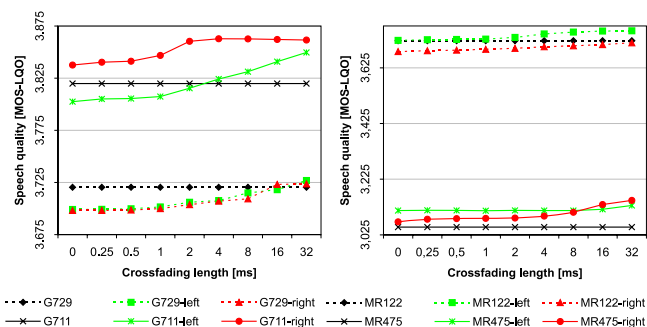 Speech quality [MOS-LQO]
3,875
3,825
3,775
3,725
3,675
0 0,25 0,5 1 2 4 8 16 32
Crossfading length [ms]
Speech quality [MOS-LQO]
3,625
3,425
3,225
3,025
0 0,25 0,5 1 2 4 8 16 32
Crossfading length [ms]
G729 G729-left G729-right
G711 G711-left G711-right
MR122 MR122-left MR122-right
MR475 MR475-left MR475-right